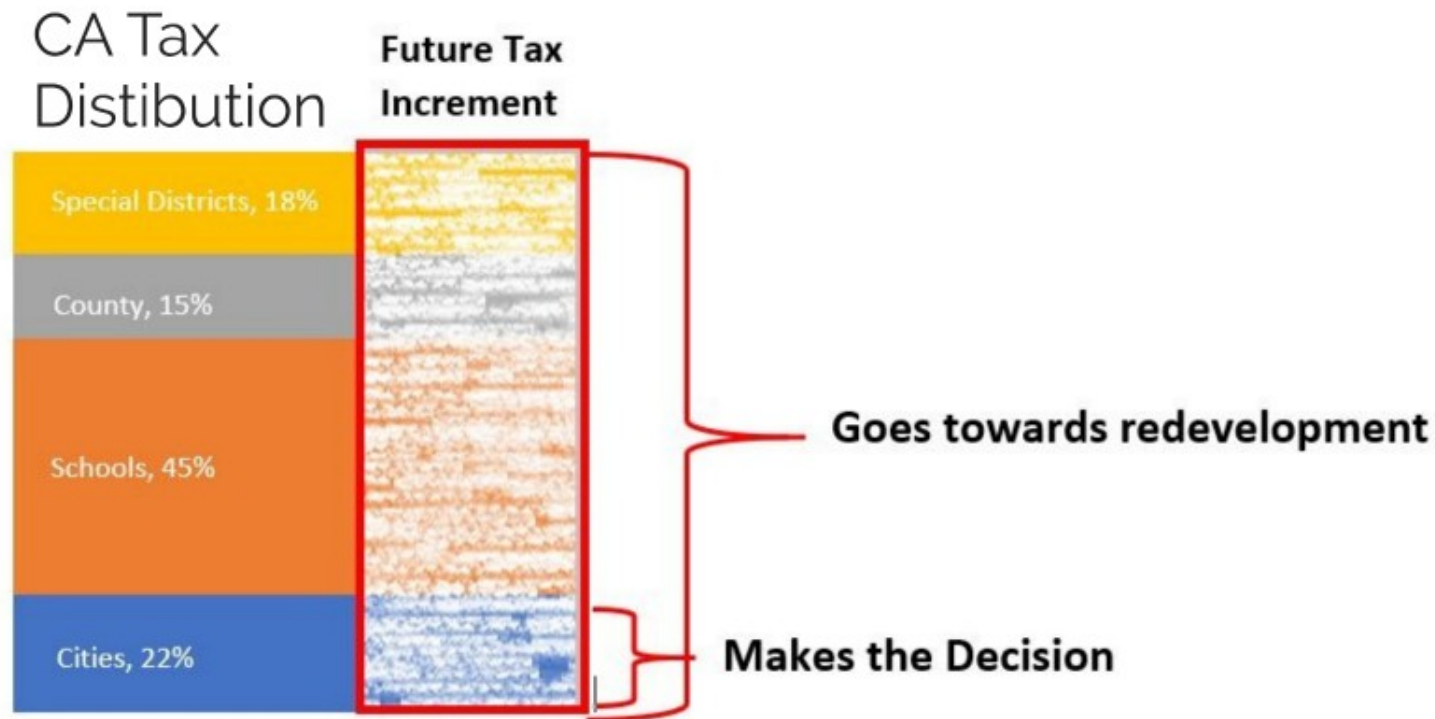 CA Tax
Distibution
Future Tax
Increment
Special Districts, 18%
County, 15%
Schools, 45%
Cities, 22%
Goes towards redevelopment
Makes the Decision